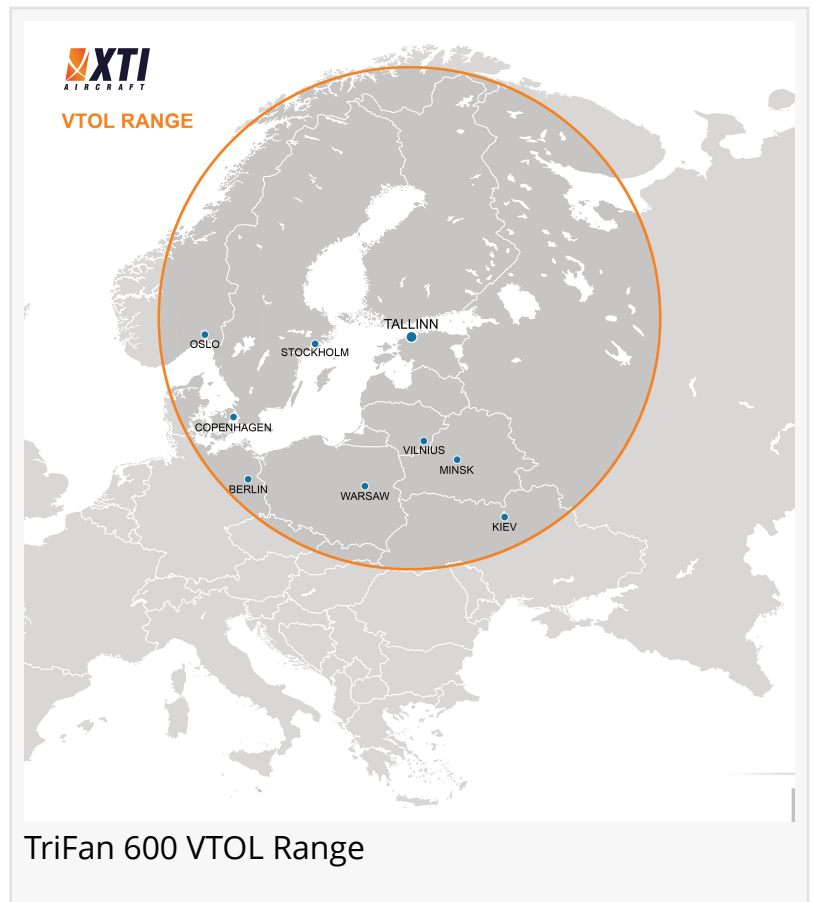 XTI
AIRCRAFT
VTOL RANGE
TALLINN
OSLO
STOCKHOLM
COPENHAGEN
VILNIUS
MINSK
BERLIN
WARSAW
KIEV
TriFan 600 VTOL Range